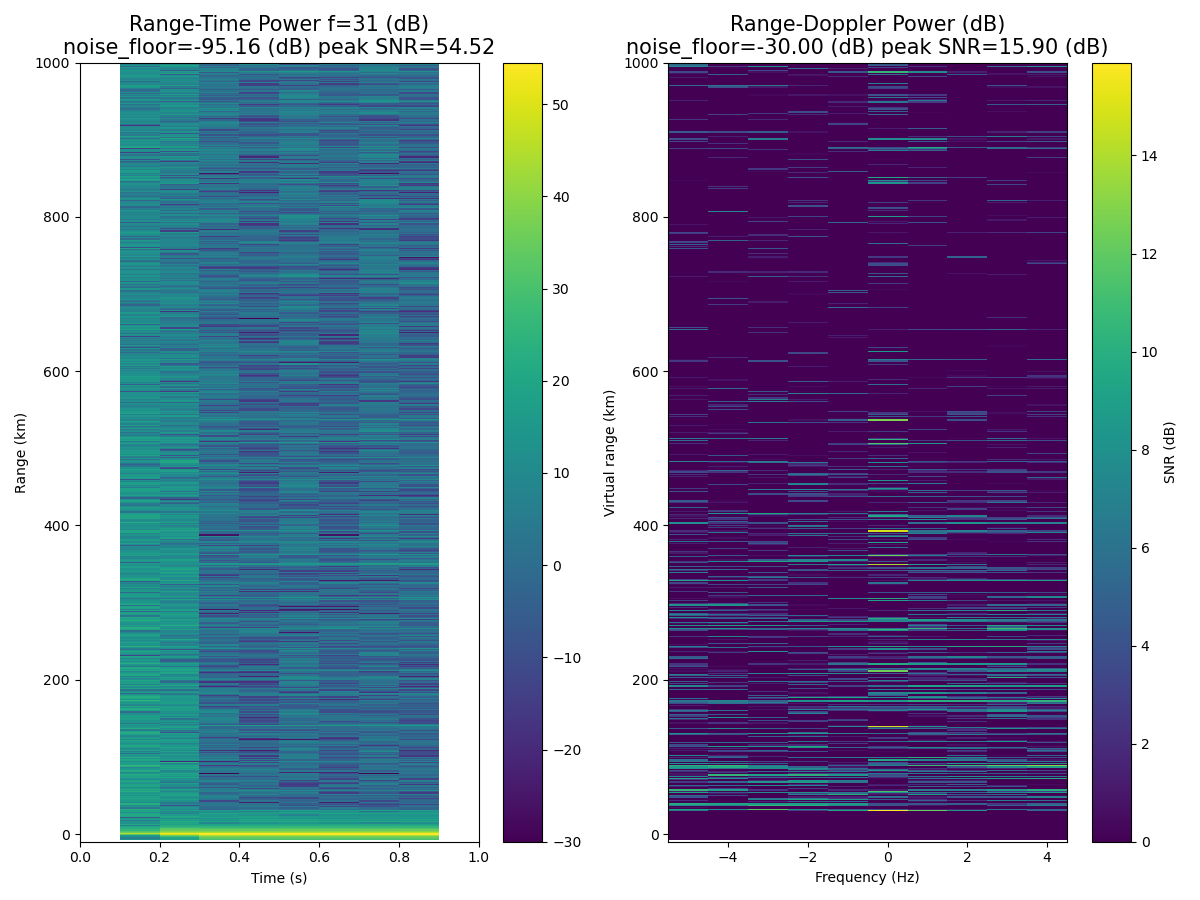 Range-Time Power f=31 (dB)
noise_floor=-95.16 (dB) peak SNR=54.52
Range (km)
1000
800
600
400
200
0
0.0 0.2 0.4 0.6 0.8 1.0
Time (s)
50
40
30
20
10
0
−10
−20
−30
Range-Doppler Power (dB)
noise_floor=-30.00 (dB) peak SNR=15.90 (dB)
Virtual range (km)
1000
800
600
400
200
0
−4 −2 0 2 4
Frequency (Hz)
14
12
10
8
6
4
2
0
SNR (dB)